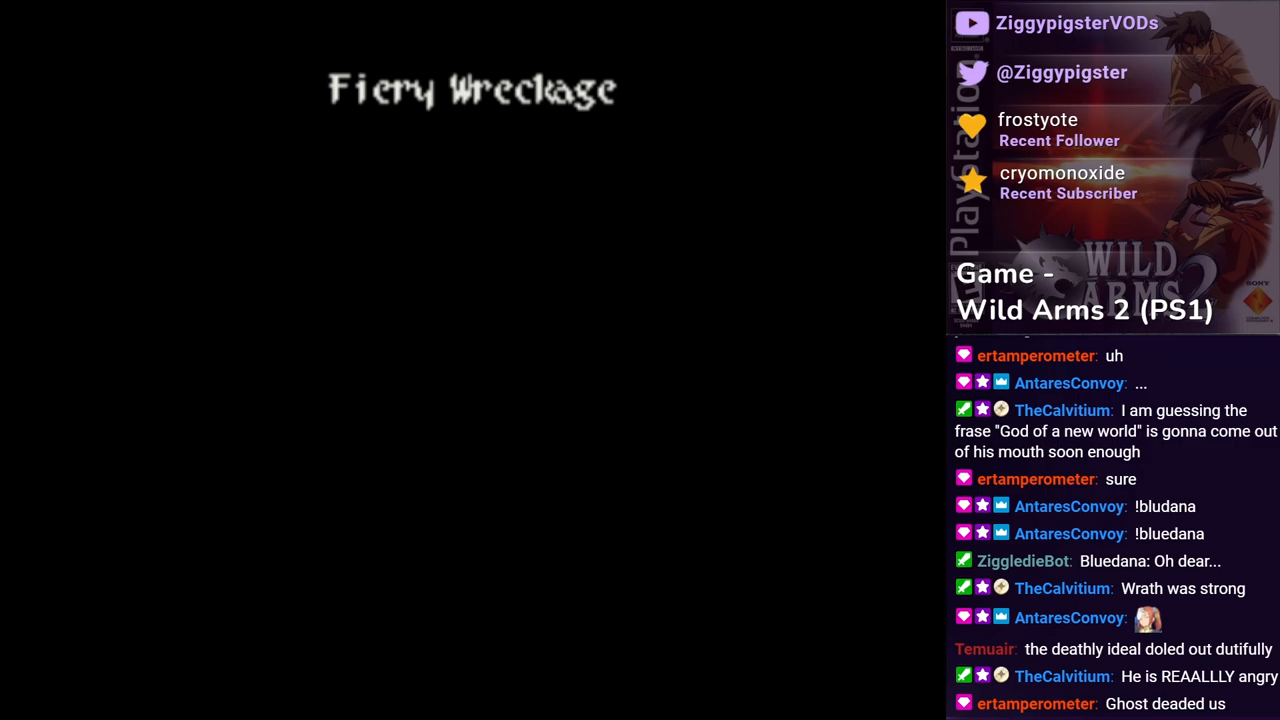 Fiery Wreckage
ZiggypigsterVODs
@Ziggypigster
frostyote
Recent Follower
cryomonoxide
Recent Subscriber
PlayStation
WILD
ARMS 2
SONY
Game -
Wild Arms 2 (PS1)
ertamperometer: uh
AntaresConvoy: ...
TheCalvitium: I am guessing the
frase "God of a new world" is gonna come out
of his mouth soon enough
ertamperometer: sure
AntaresConvoy: !bludana
AntaresConvoy: !bluedana
ZiggledieBot: Bluedana: Oh dear...
TheCalvitium: Wrath was strong
AntaresConvoy:
Temuair: the deathly ideal doled out dutifully
TheCalvitium: He is REAALLLY angry
ertamperometer: Ghost deaded us